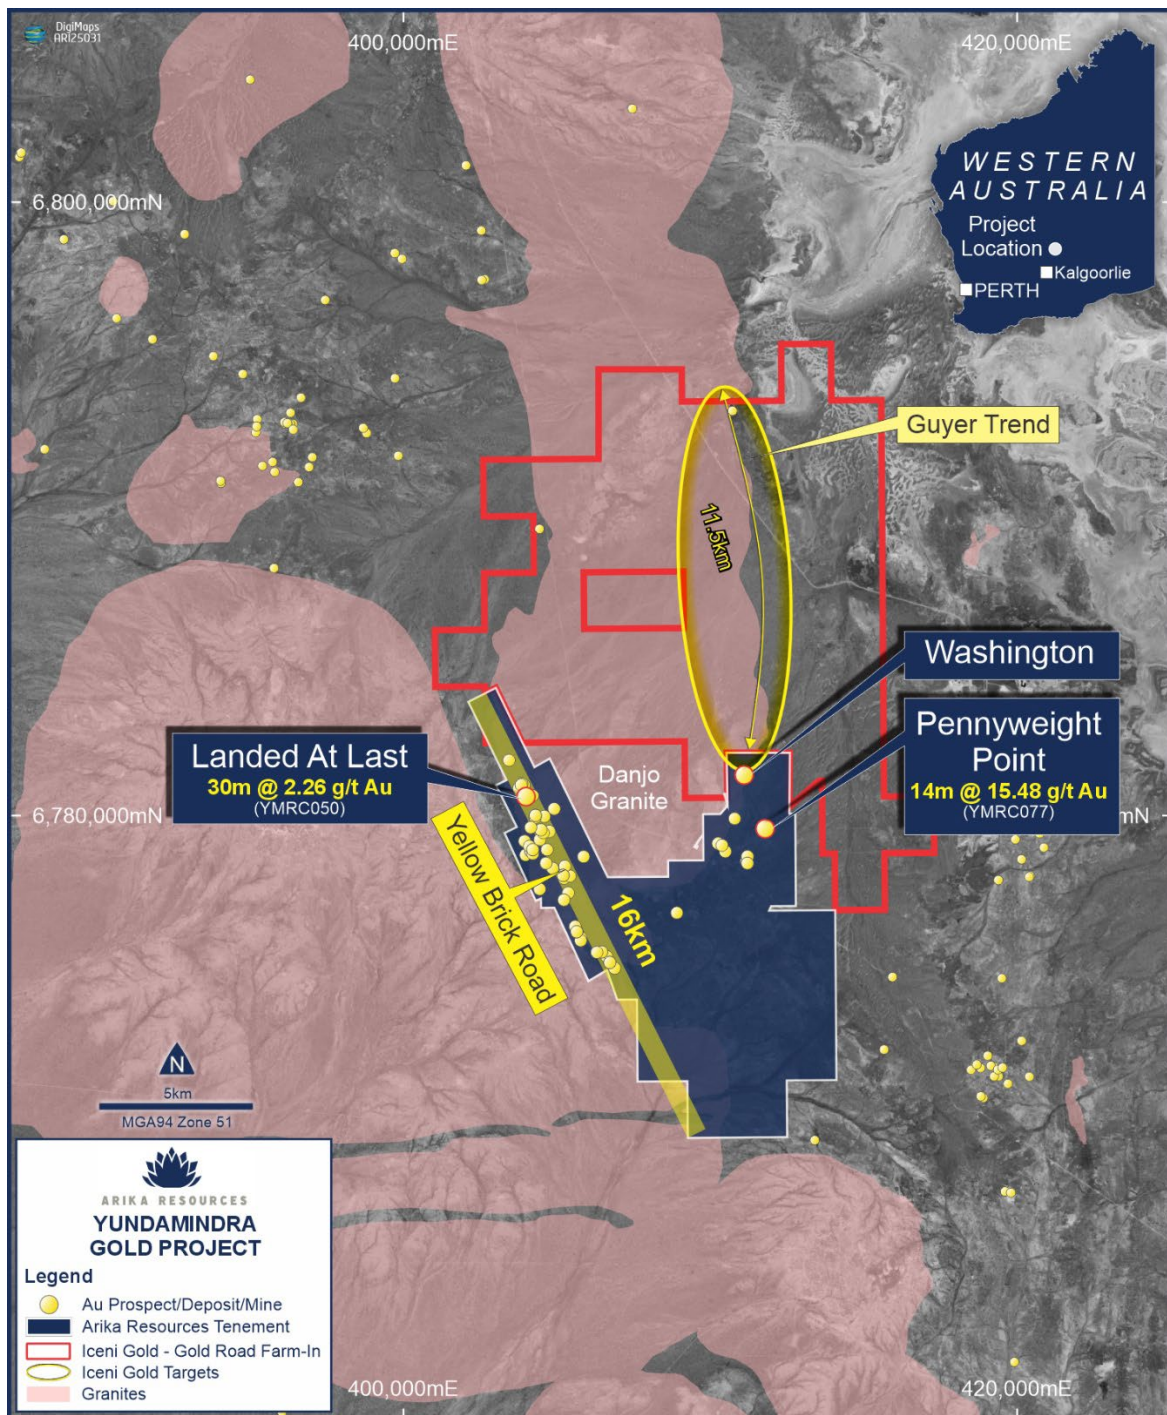 DigiMaps
ARI25031
400,000mE
420,000mE
WESTERN
AUSTRALIA
Project
Location
Kalgoorlie
PERTH
6,800,000mN
Guyer Trend
11.5km
Washington
Pennyweight
Point
14m @ 15.48 g/t Au
(YMRC077)
Landed At Last
30m @ 2.26 g/t Au
(YMRC050)
Danjo
Granite
6,780,000mN
mN
Yellow Brick Road
16km
N
5km
MGA94 Zone 51
ARIKA RESOURCES
YUNDAMINDRA
GOLD PROJECT
Legend
Au Prospect/Deposit/Mine
Arika Resources Tenement
Iceni Gold - Gold Road Farm-In
Iceni Gold Targets
Granites
400,000mE
420,000mE